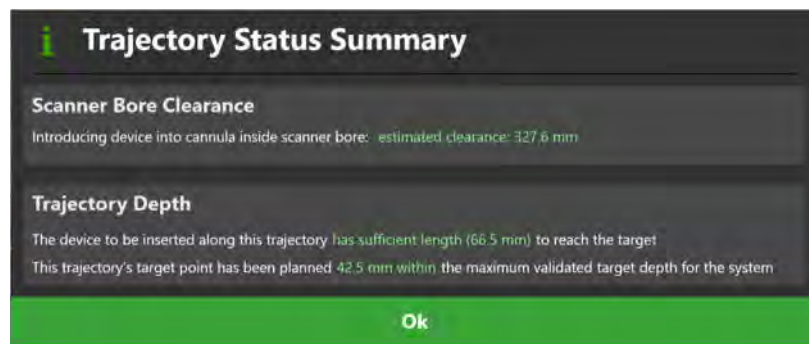 i Trajectory Status Summary
Scanner Bore Clearance
Introducing device into cannula inside scanner bore: estimated clearance: 327.6 mm
Trajectory Depth
The device to be inserted along this trajectory has sufficient length (66.5 mm) to reach the target
This trajectory's target point has been planned 42.5 mm within the maximum validated target depth for the system
Ok